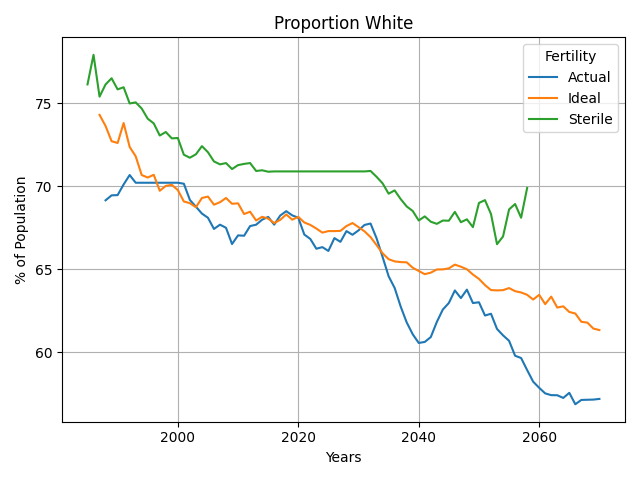 Proportion White
% of Population
75
70
65
60
Fertility
Actual
Ideal
Sterile
2000
2020
2040
2060
Years